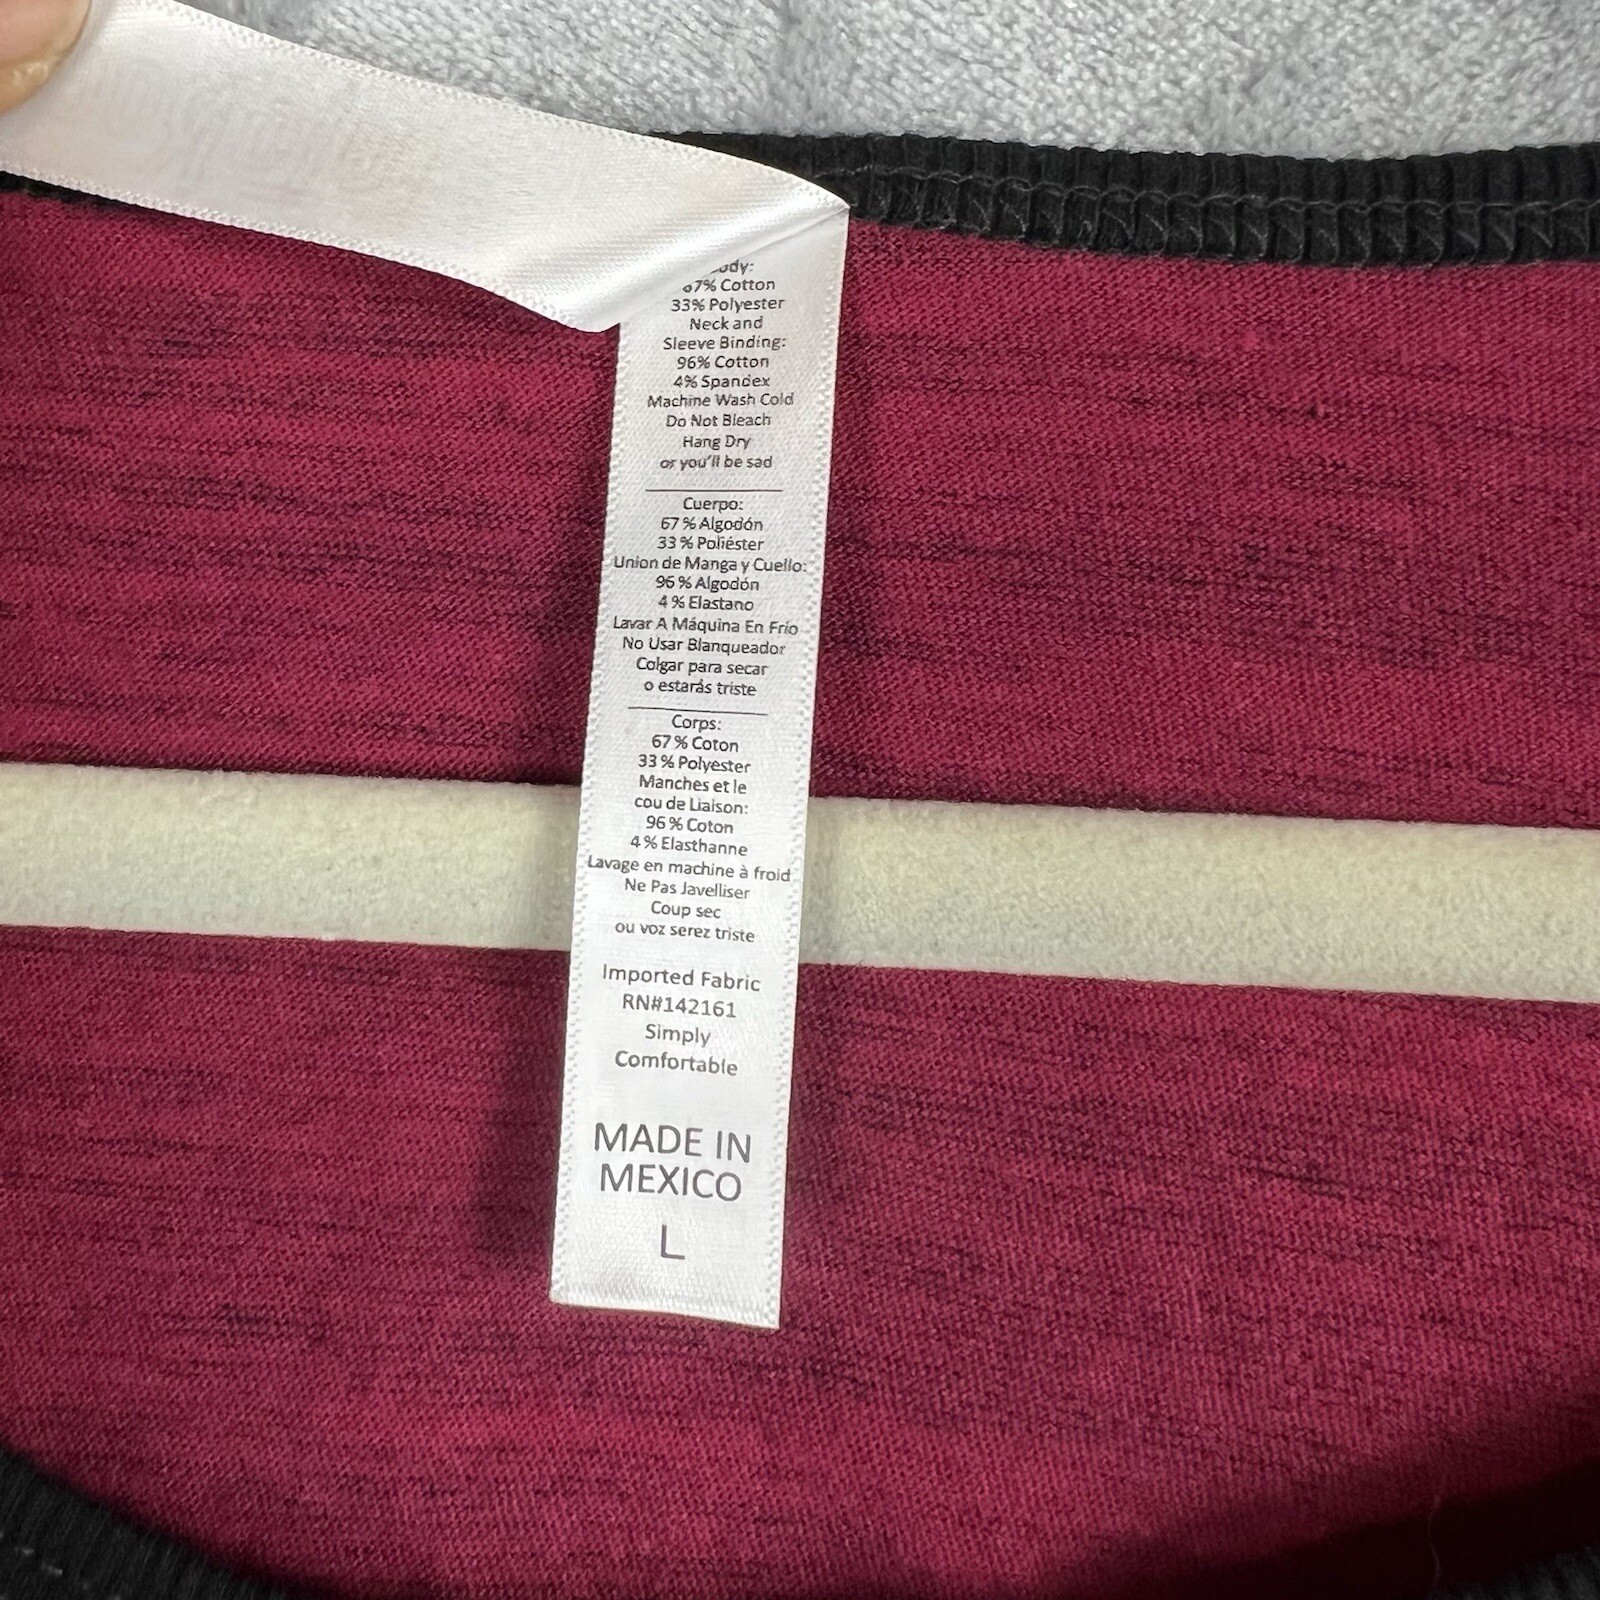 67% Cotton
33% Polyester
Neck and
Sleeve Binding:
96% Cotton
4% Spandex
Machine Wash Cold
Do Not Bleach
Hang Dry
or you'll be sad
Cuerpo:
67 % Algodón
33 % Poliéster
Union de Manga y Cuello:
96 % Algodón
4 % Elastano
Lavar A Máquina En Frio
No Usar Blanqueador
Colgar para secar
o estarás triste
Corps:
67 % Coton
33 % Polyester
Manches et le
cou de Liaison:
96 % Coton
4 % Elasthanne
Lavage en machine à froid
Ne Pas Javelliser
Coup sec
ou voz serez triste
Imported Fabric
RN#142161
Simply
Comfortable
MADE IN
MEXICO
L